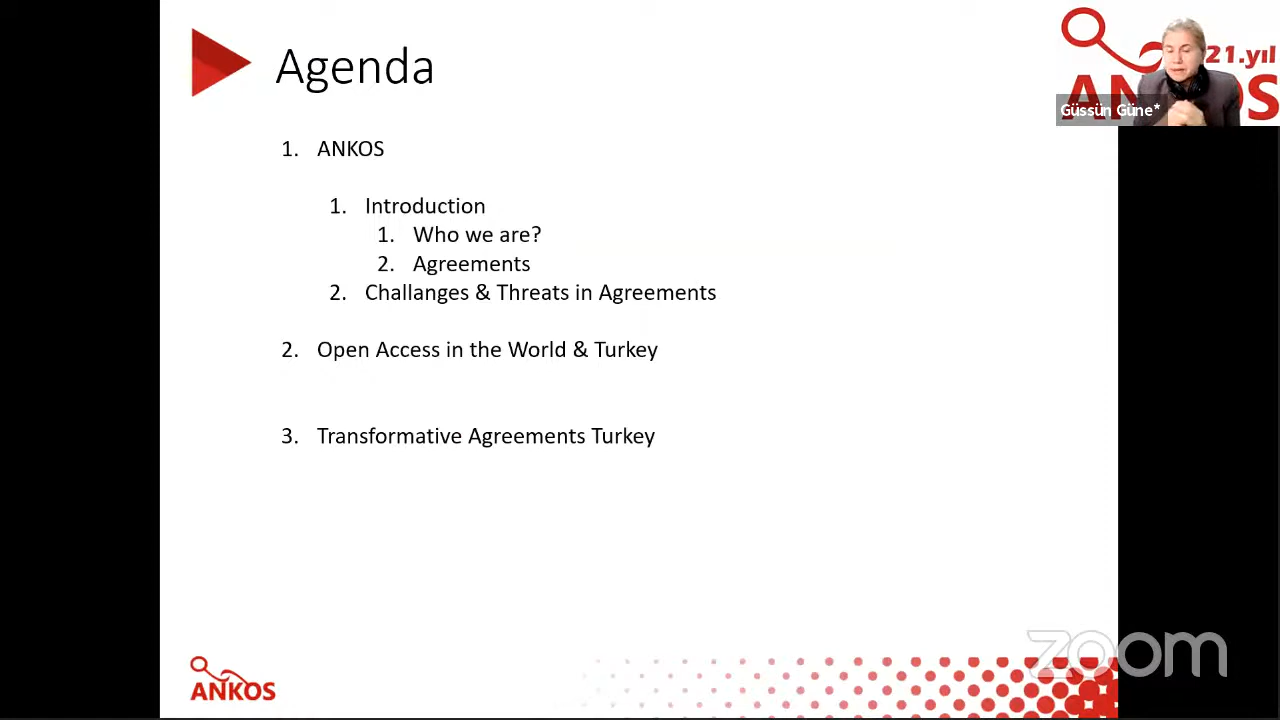 Agenda
21.yıl
Güssün Güne*
1. ANKOS
1. Introduction
1. Who we are?
2. Agreements
2. Challanges & Threats in Agreements
2. Open Access in the World & Turkey
3. Transformative Agreements Turkey
zoom
ANKOS